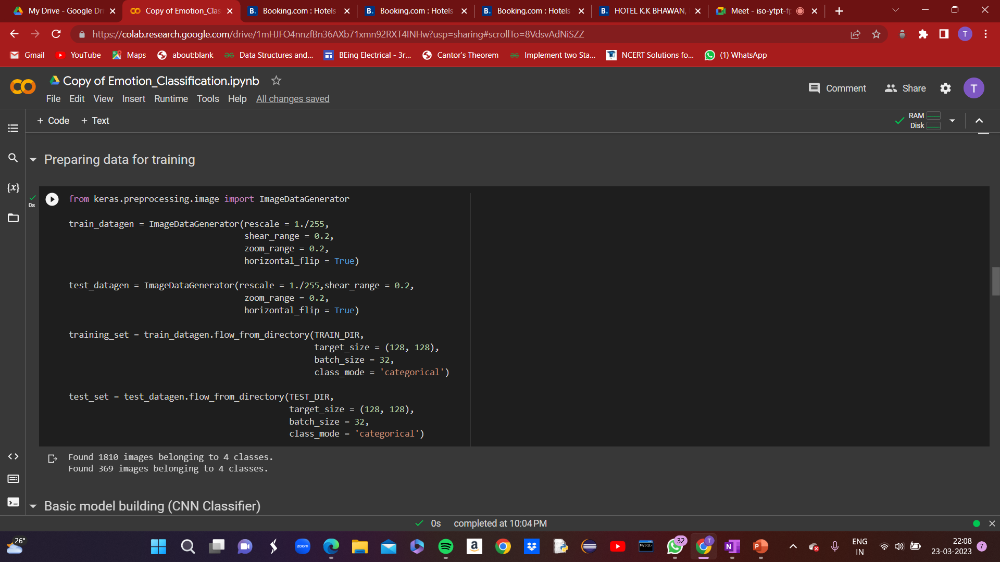 My Drive - Google Dri
Copy of Emotion_Clas
Booking.com : Hotels
Booking.com : Hotels
Booking.com : Hotels
HOTEL K.K BHAWAN,
Meet - iso-ytpt-fp
https://colab.research.google.com/drive/1mHJFO4nnzfBn36AXb71xmn92RXT4INHw?usp=sharing#scrollTo=8VdsvAdNiSZZ
T
Gmail
YouTube
Maps
about:blank
Data Structures and...
BEing Electrical - 3r...
Cantor's Theorem
Implement two Sta...
NCERT Solutions fo...
(1) WhatsApp
Copy of Emotion_Classification.ipynb
File Edit View Insert Runtime Tools Help All changes saved
Comment
Share
T
+ Code + Text
RAM
Disk
Preparing data for training
{x}
0s
from keras.preprocessing.image import ImageDataGenerator
train_datagen = ImageDataGenerator(rescale = 1./255,
shear_range = 0.2,
zoom_range = 0.2,
horizontal_flip = True)
test_datagen = ImageDataGenerator(rescale = 1./255,shear_range = 0.2,
zoom_range = 0.2,
horizontal_flip = True)
training_set = train_datagen.flow_from_directory(TRAIN_DIR,
target_size = (128, 128),
batch_size = 32,
class_mode = 'categorical')
test_set = test_datagen.flow_from_directory(TEST_DIR,
target_size = (128, 128),
batch_size = 32,
class_mode = 'categorical')
Found 1810 images belonging to 4 classes.
Found 369 images belonging to 4 classes.
Basic model building (CNN Classifier)
0s completed at 10:04 PM
26°
zoom
a
MySQL
32
T
N
P
ENG
IN
22:08
23-03-2023
7